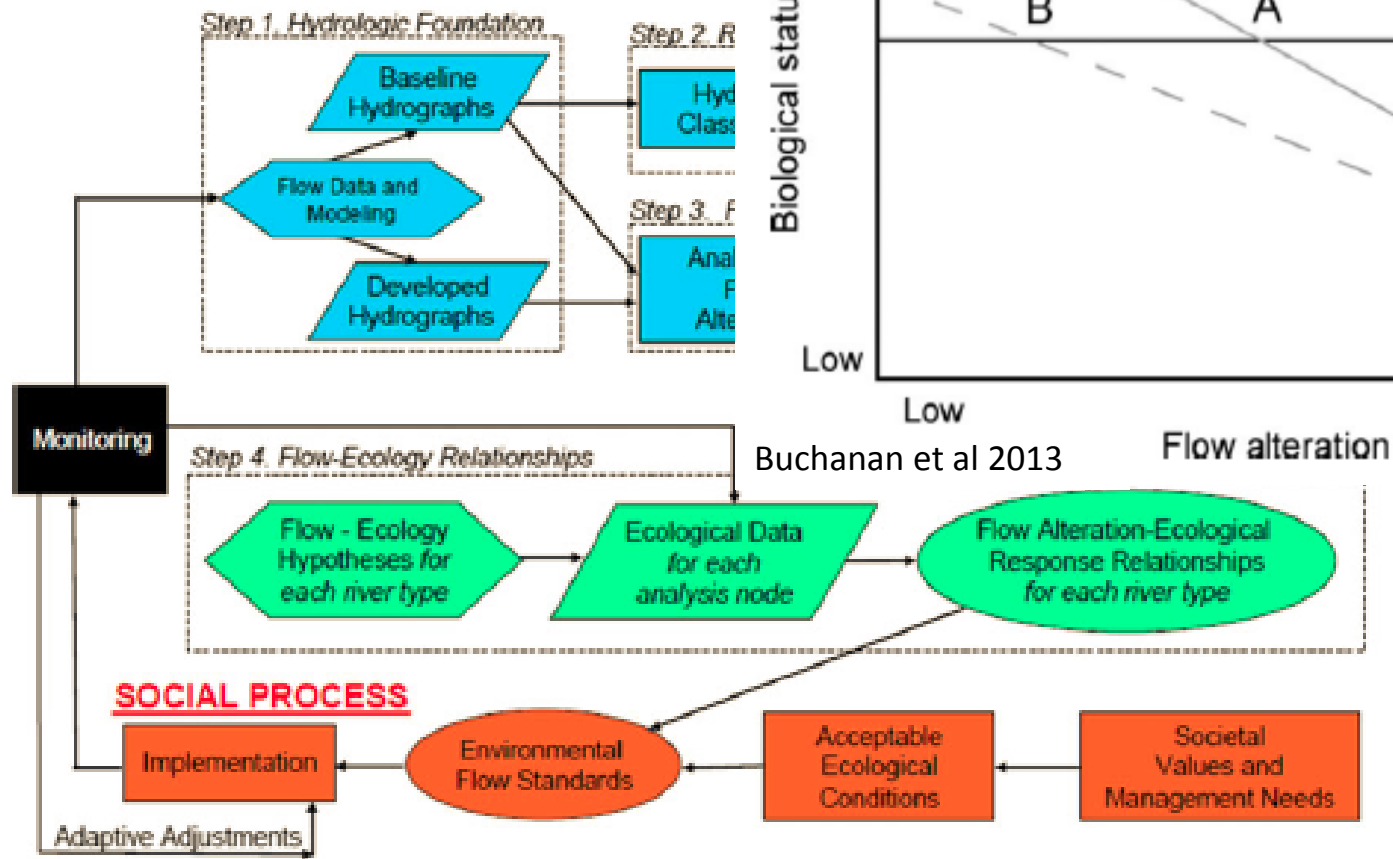 Step 1. Hydrologic Foundation
Baseline
Hydrographs
Flow Data and
Modeling
Developed
Hydrographs
Step 2. R
Hyd
Class
Step 3. F
Anal
F
Alte
Biological statu
B
A
Low
Low
Flow alteration
Buchanan et al 2013
Monitoring
Step 4. Flow-Ecology Relationships
Flow - Ecology
Hypotheses for
each river type
Ecological Data
for each
analysis node
Flow Alteration-Ecological
Response Relationships
for each river type
SOCIAL PROCESS
Implementation
Environmental
Flow Standards
Acceptable
Ecological
Conditions
Societal
Values and
Management Needs
Adaptive Adjustments